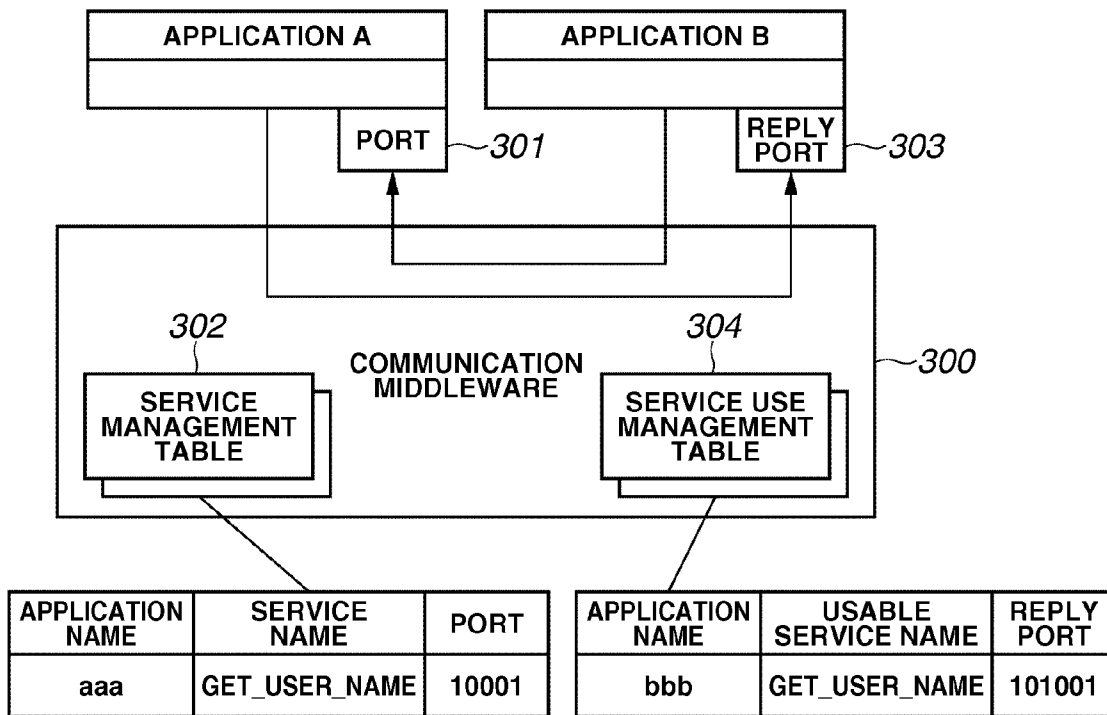 APPLICATION A
APPLICATION B
PORT
301
REPLY
PORT
303
302
304
COMMUNICATION
MIDDLEWARE
300
SERVICE
MANAGEMENT
TABLE
SERVICE USE
MANAGEMENT
TABLE
APPLICATION
NAME
SERVICE
NAME
PORT
aaa
GET_USER_NAME
10001
APPLICATION
NAME
USABLE
SERVICE NAME
REPLY
PORT
bbb
GET_USER_NAME
101001